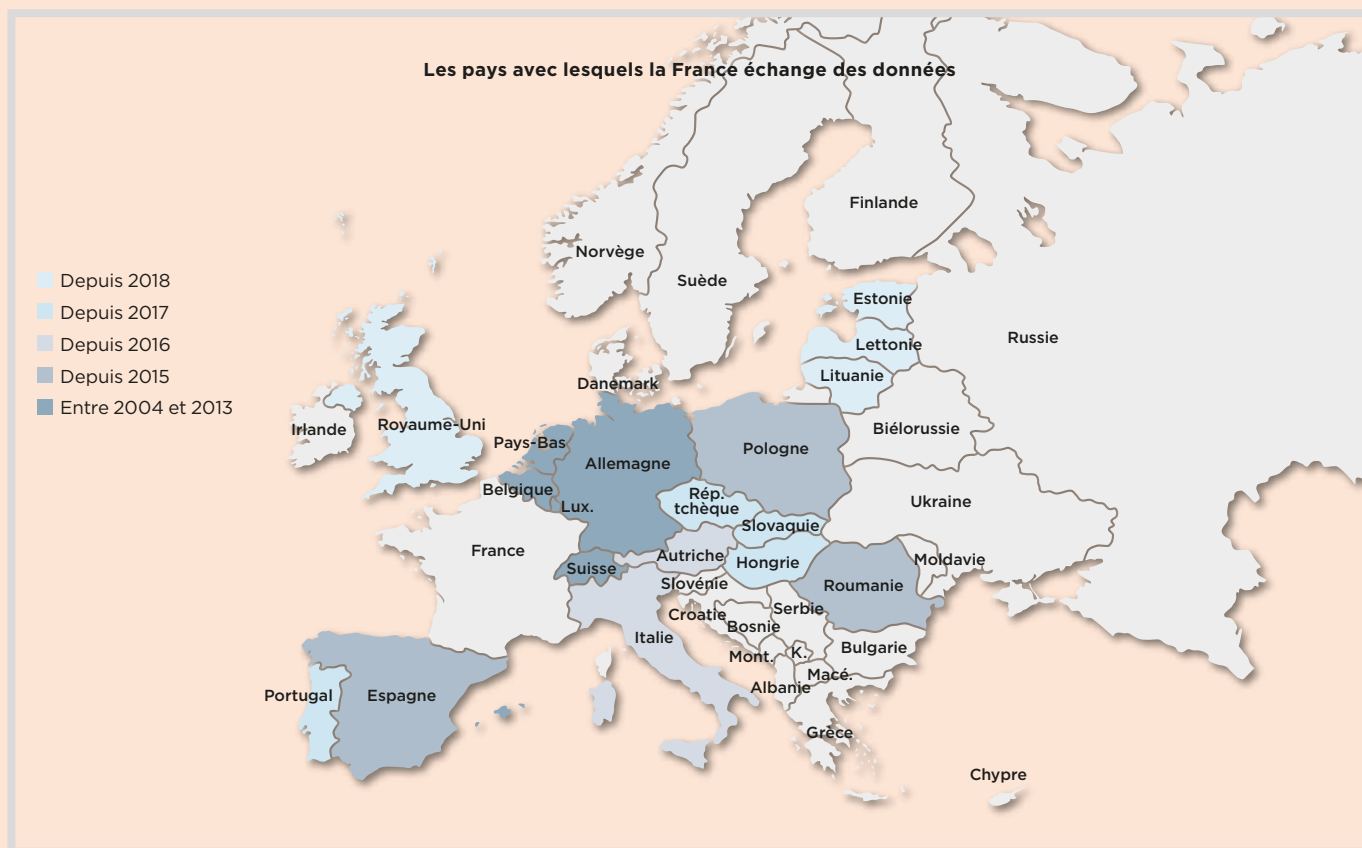 Les pays avec lesquels la France échange des données
Depuis 2018
Depuis 2017
Depuis 2016
Depuis 2015
Entre 2004 et 2013
Finlande
Norvège
Suède
Estonie
Russie
Lettonie
Lituanie
Danemark
Irlande
Royaume-Uni
Biélorussie
Pays-Bas
Pologne
Allemagne
Belgique
Rép.
tchèque
Ukraine
Lux.
Slovaquie
France
Autriche
Moldavie
Hongrie
Suisse
Slovénie
Roumanie
Serbie
Croatie
Bosnie
Italie
Bulgarie
K.
Mont.
Macé.
Albanie
Portugal
Espagne
Grèce
Chypre